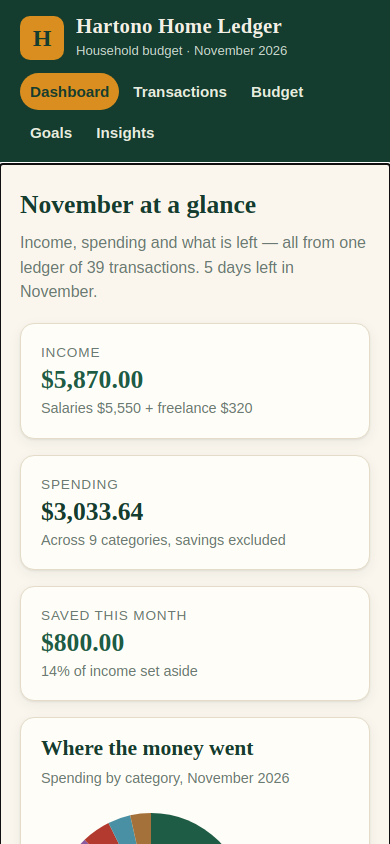 H
Hartono Home Ledger
Household budget · November 2026
Dashboard Transactions Budget
Goals Insights
November at a glance
Income, spending and what is left — all from one
ledger of 39 transactions. 5 days left in
November.
INCOME
$5,870.00
Salaries $5,550 + freelance $320
SPENDING
$3,033.64
Across 9 categories, savings excluded
SAVED THIS MONTH
$800.00
14% of income set aside
Where the money went
Spending by category, November 2026